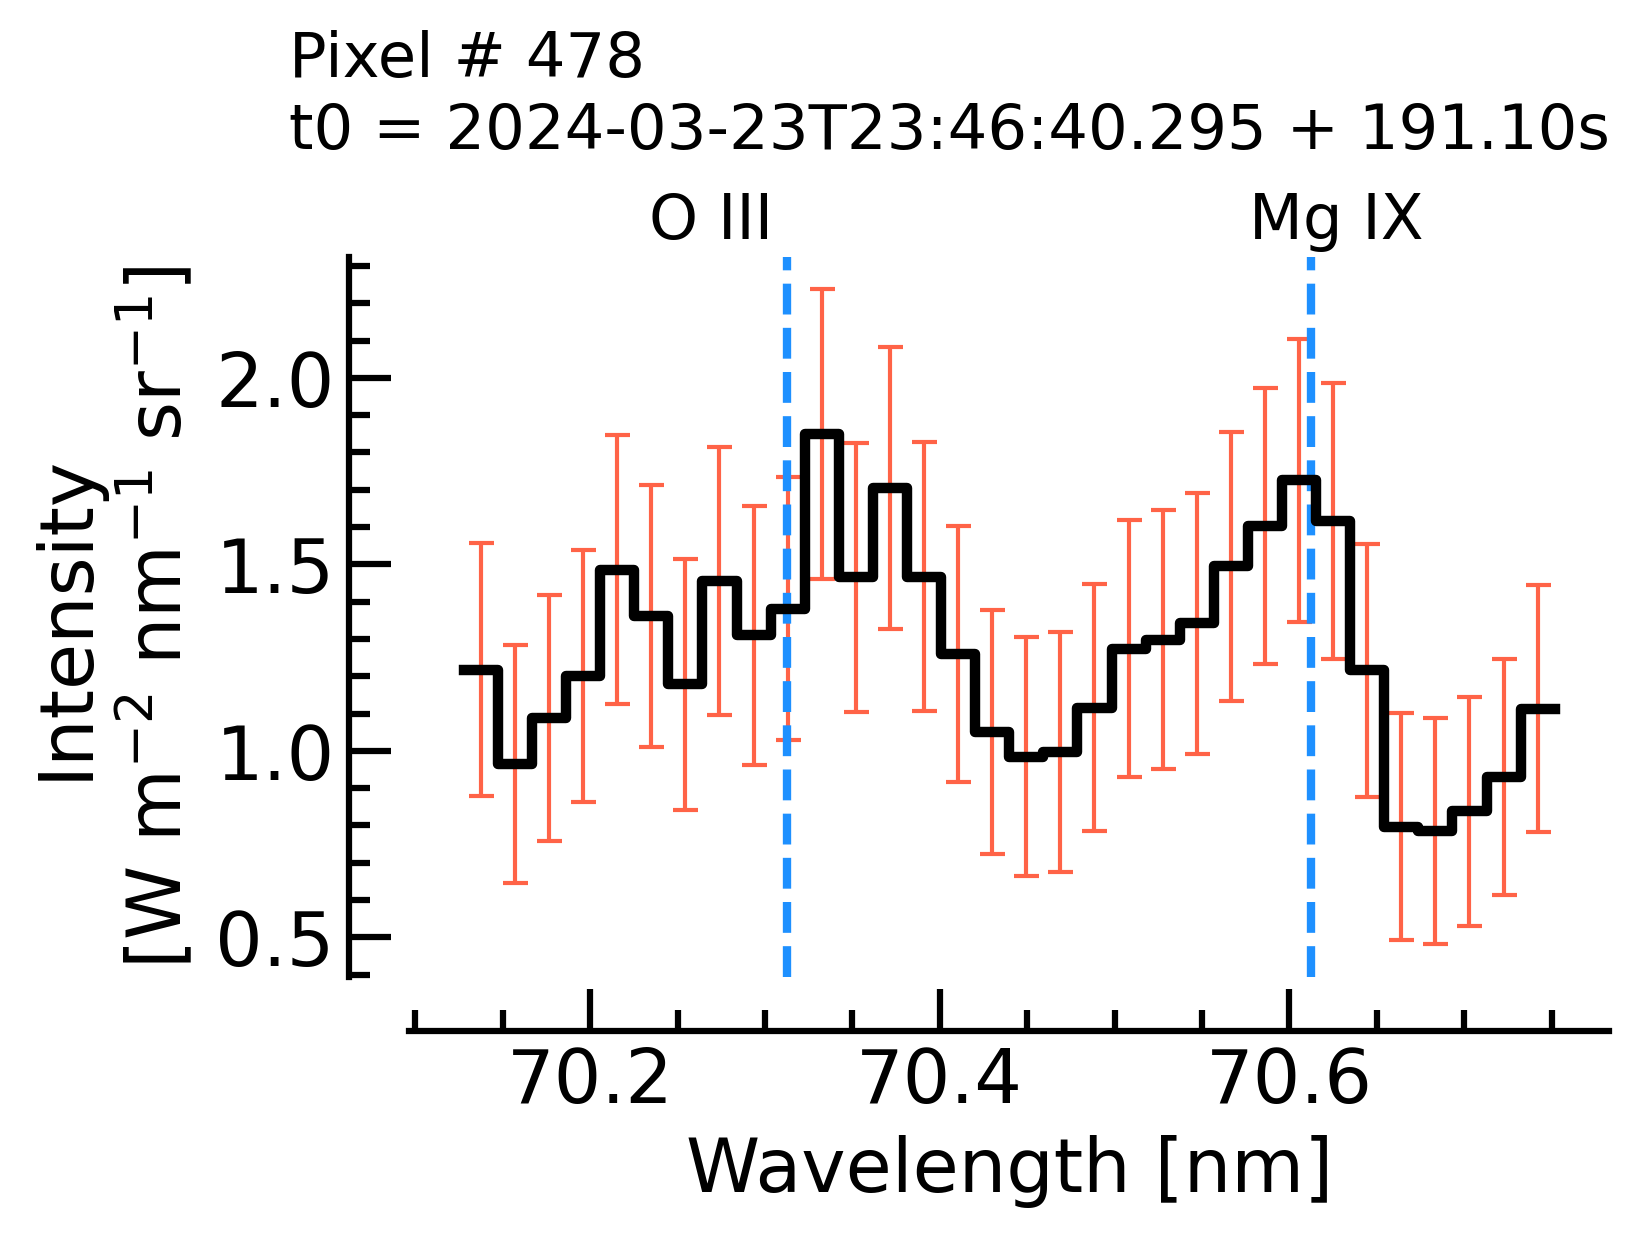 Pixel # 478
t0 = 2024-03-23T23:46:40.295 + 191.10s
O III Mg IX
Intensity
[W m⁻² nm⁻¹ sr⁻¹]
2.0
1.5
1.0
0.5
70.2 70.4 70.6
Wavelength [nm]